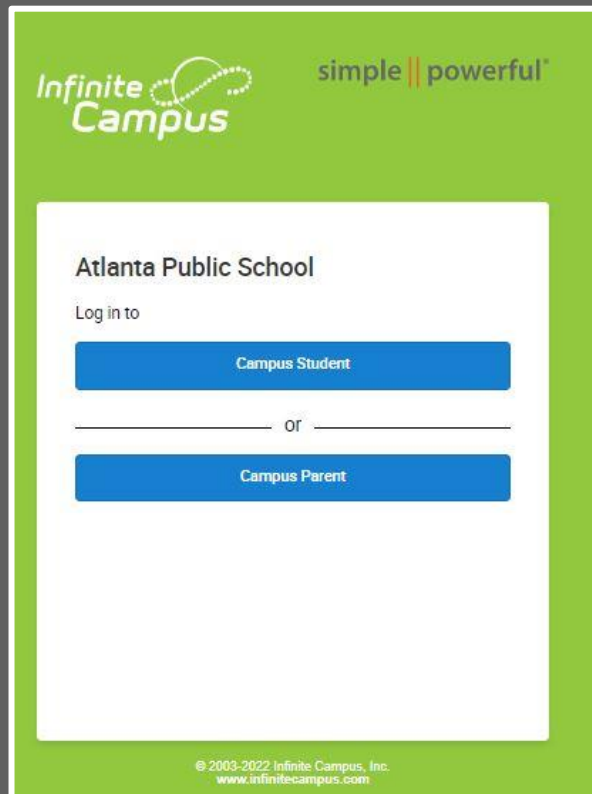 Infinite
Campus
simple || powerful®
Atlanta Public School
Log in to
Campus Student
or
Campus Parent
© 2003-2022 Infinite Campus, Inc.
www.infinitecampus.com